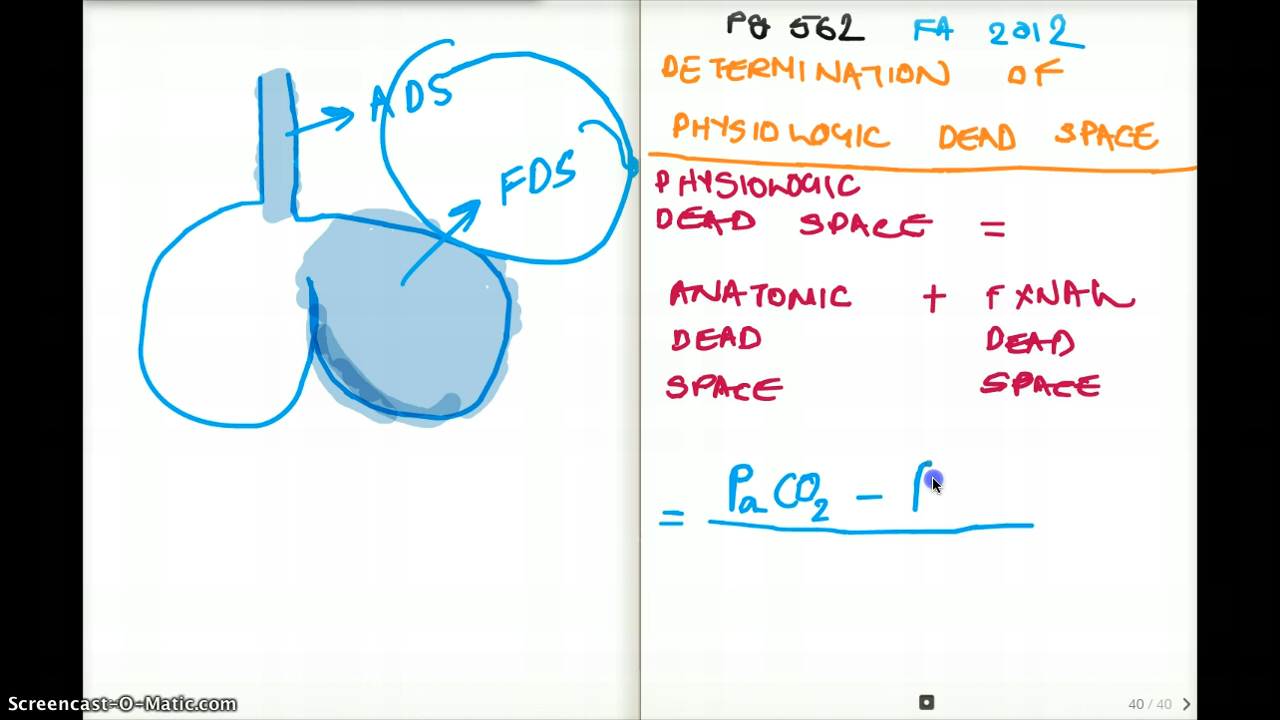 ADS
FDS
PG 562 FA 2012
DETERMINATION OF
PHYSIOLOGIC DEAD SPACE
PHYSIOLOGIC
DEAD SPACE =
ANATOMIC + FXNAL
DEAD DEAD
SPACE SPACE
= PaCO2 - P
Screencast-O-Matic.com
40 / 40